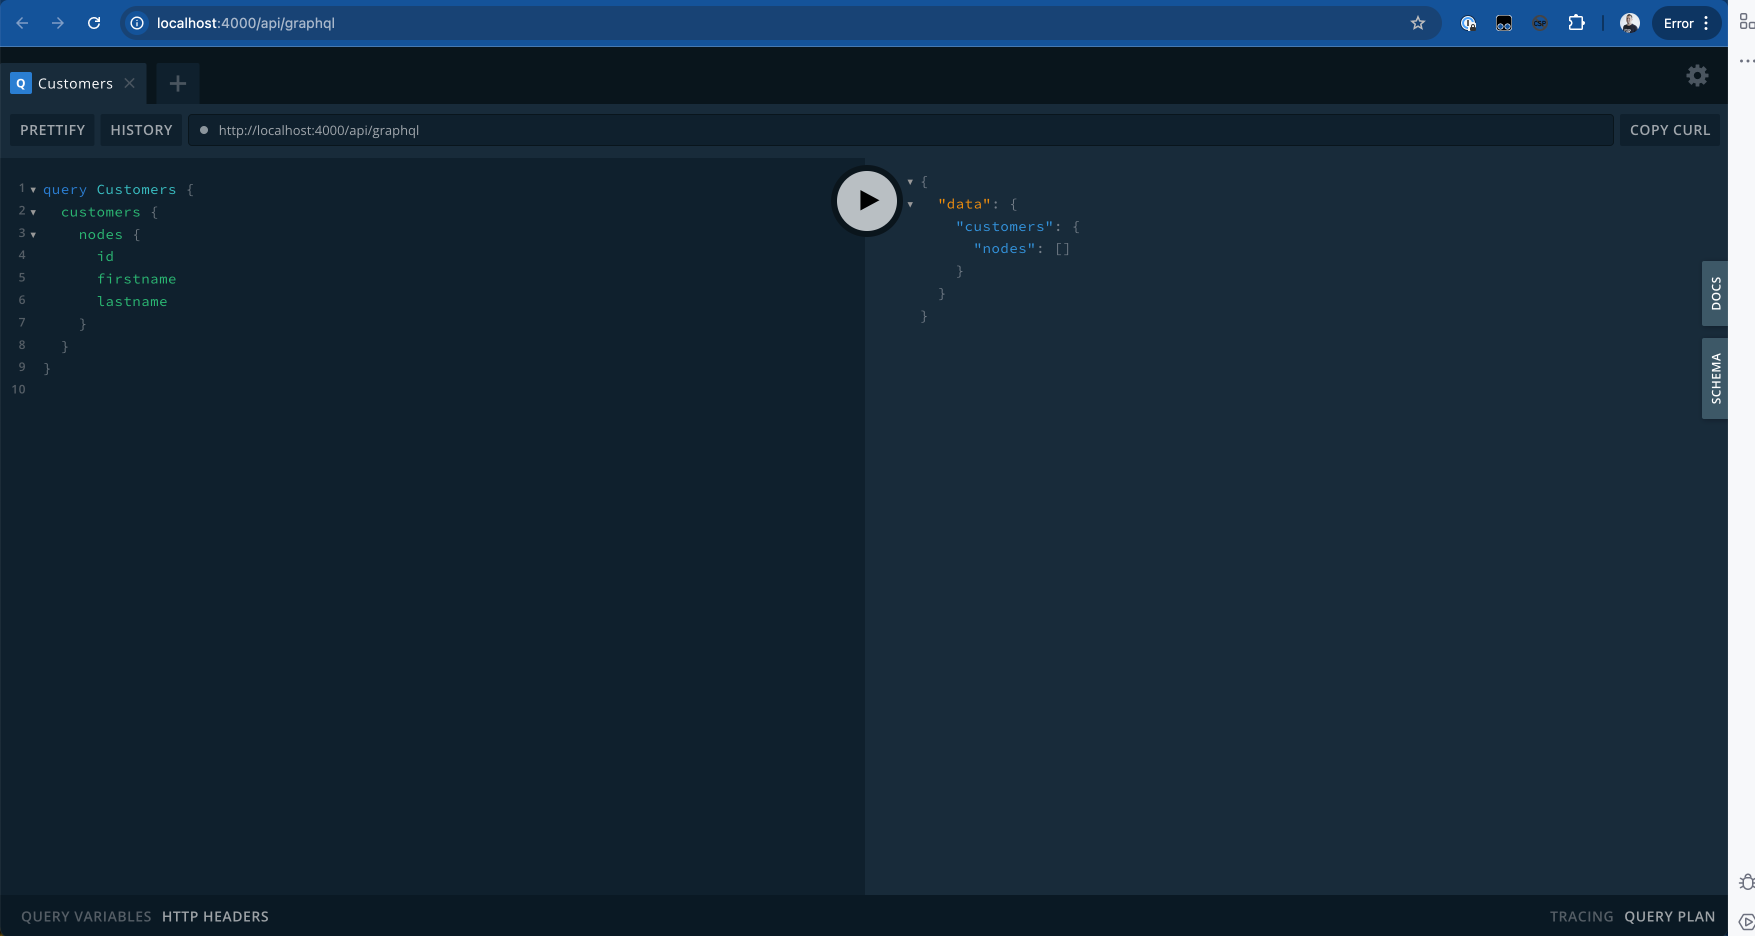 localhost:4000/api/graphql
CSP
Error
Q Customers
PRETTIFY HISTORY http://localhost:4000/api/graphql COPY CURL
1 query Customers {
2 customers {
3 nodes {
4 id
5 firstname
6 lastname
7 }
8 }
9 }
10
{
"data": {
"customers": {
"nodes": []
}
}
}
DOCS
SCHEMA
QUERY VARIABLES HTTP HEADERS
TRACING QUERY PLAN